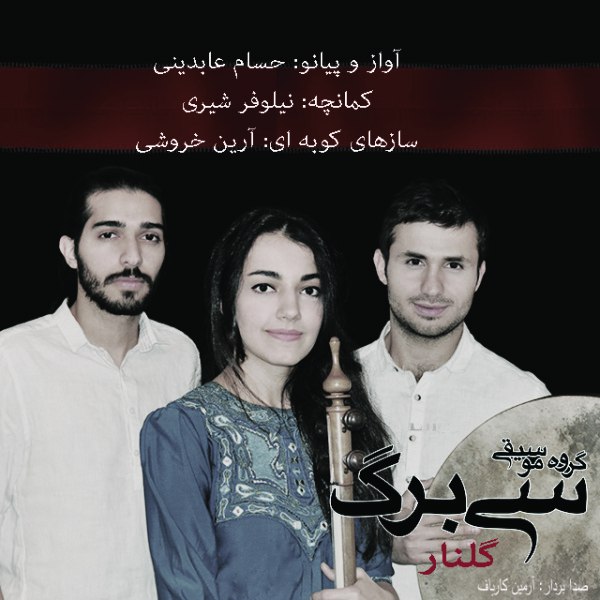 آواز و پیانو: حسام عابدینی
کمانچه: نیلوفر شیری
سازهای کوبه ای: آرین خروشی
گروه موسیقی
سی برگ
گلنار
صدا بردار: آرمین کارباف